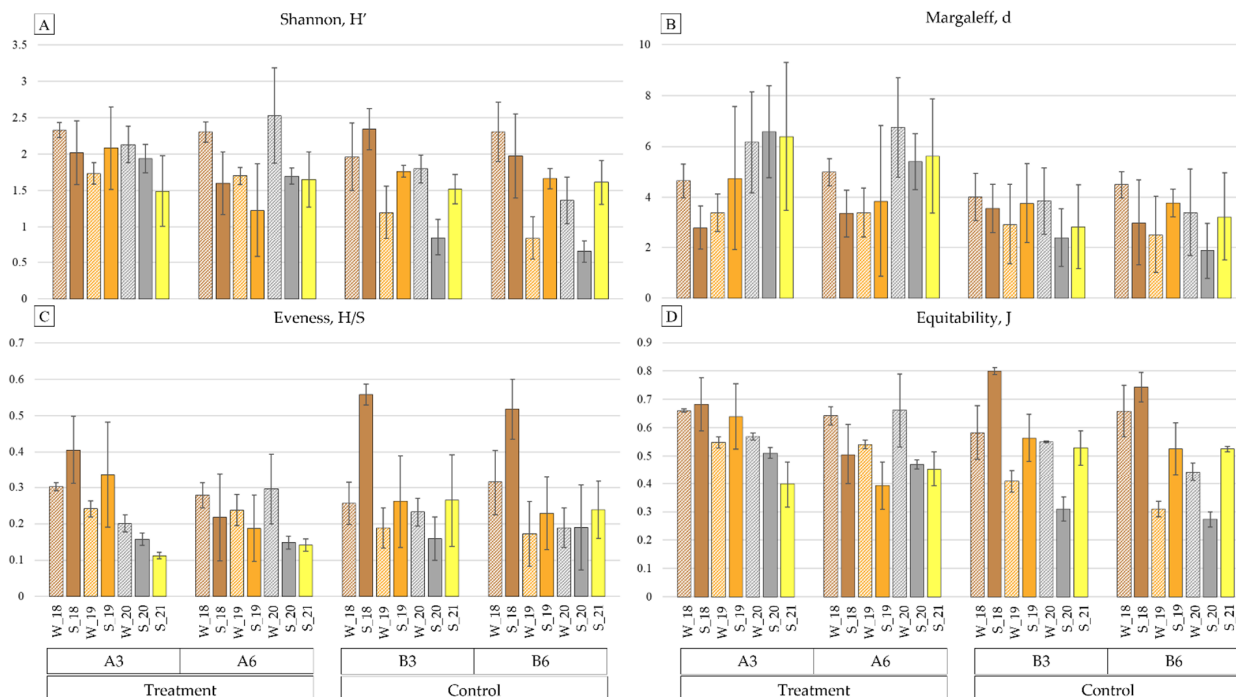 A
Shannon, H’
3.5
3
2.5
2
1.5
1
0.5
0
B
Margaleff, d
10
8
6
4
2
0
C
Eveness, H/S
0.7
0.6
0.5
0.4
0.3
0.2
0.1
0
W_18 S_18 W_19 S_19 W_20 S_20 S_21 W_18 S_18 W_19 S_19 W_20 S_20 S_21 W_18 S_18 W_19 S_19 W_20 S_20 S_21 W_18 S_18 W_19 S_19 W_20 S_20 S_21
A3 A6 B3 B6
Treatment Control
D
Equitability, J
0.9
0.8
0.7
0.6
0.5
0.4
0.3
0.2
0.1
0
W_18 S_18 W_19 S_19 W_20 S_20 S_21 W_18 S_18 W_19 S_19 W_20 S_20 S_21 W_18 S_18 W_19 S_19 W_20 S_20 S_21 W_18 S_18 W_19 S_19 W_20 S_20 S_21
A3 A6 B3 B6
Treatment Control